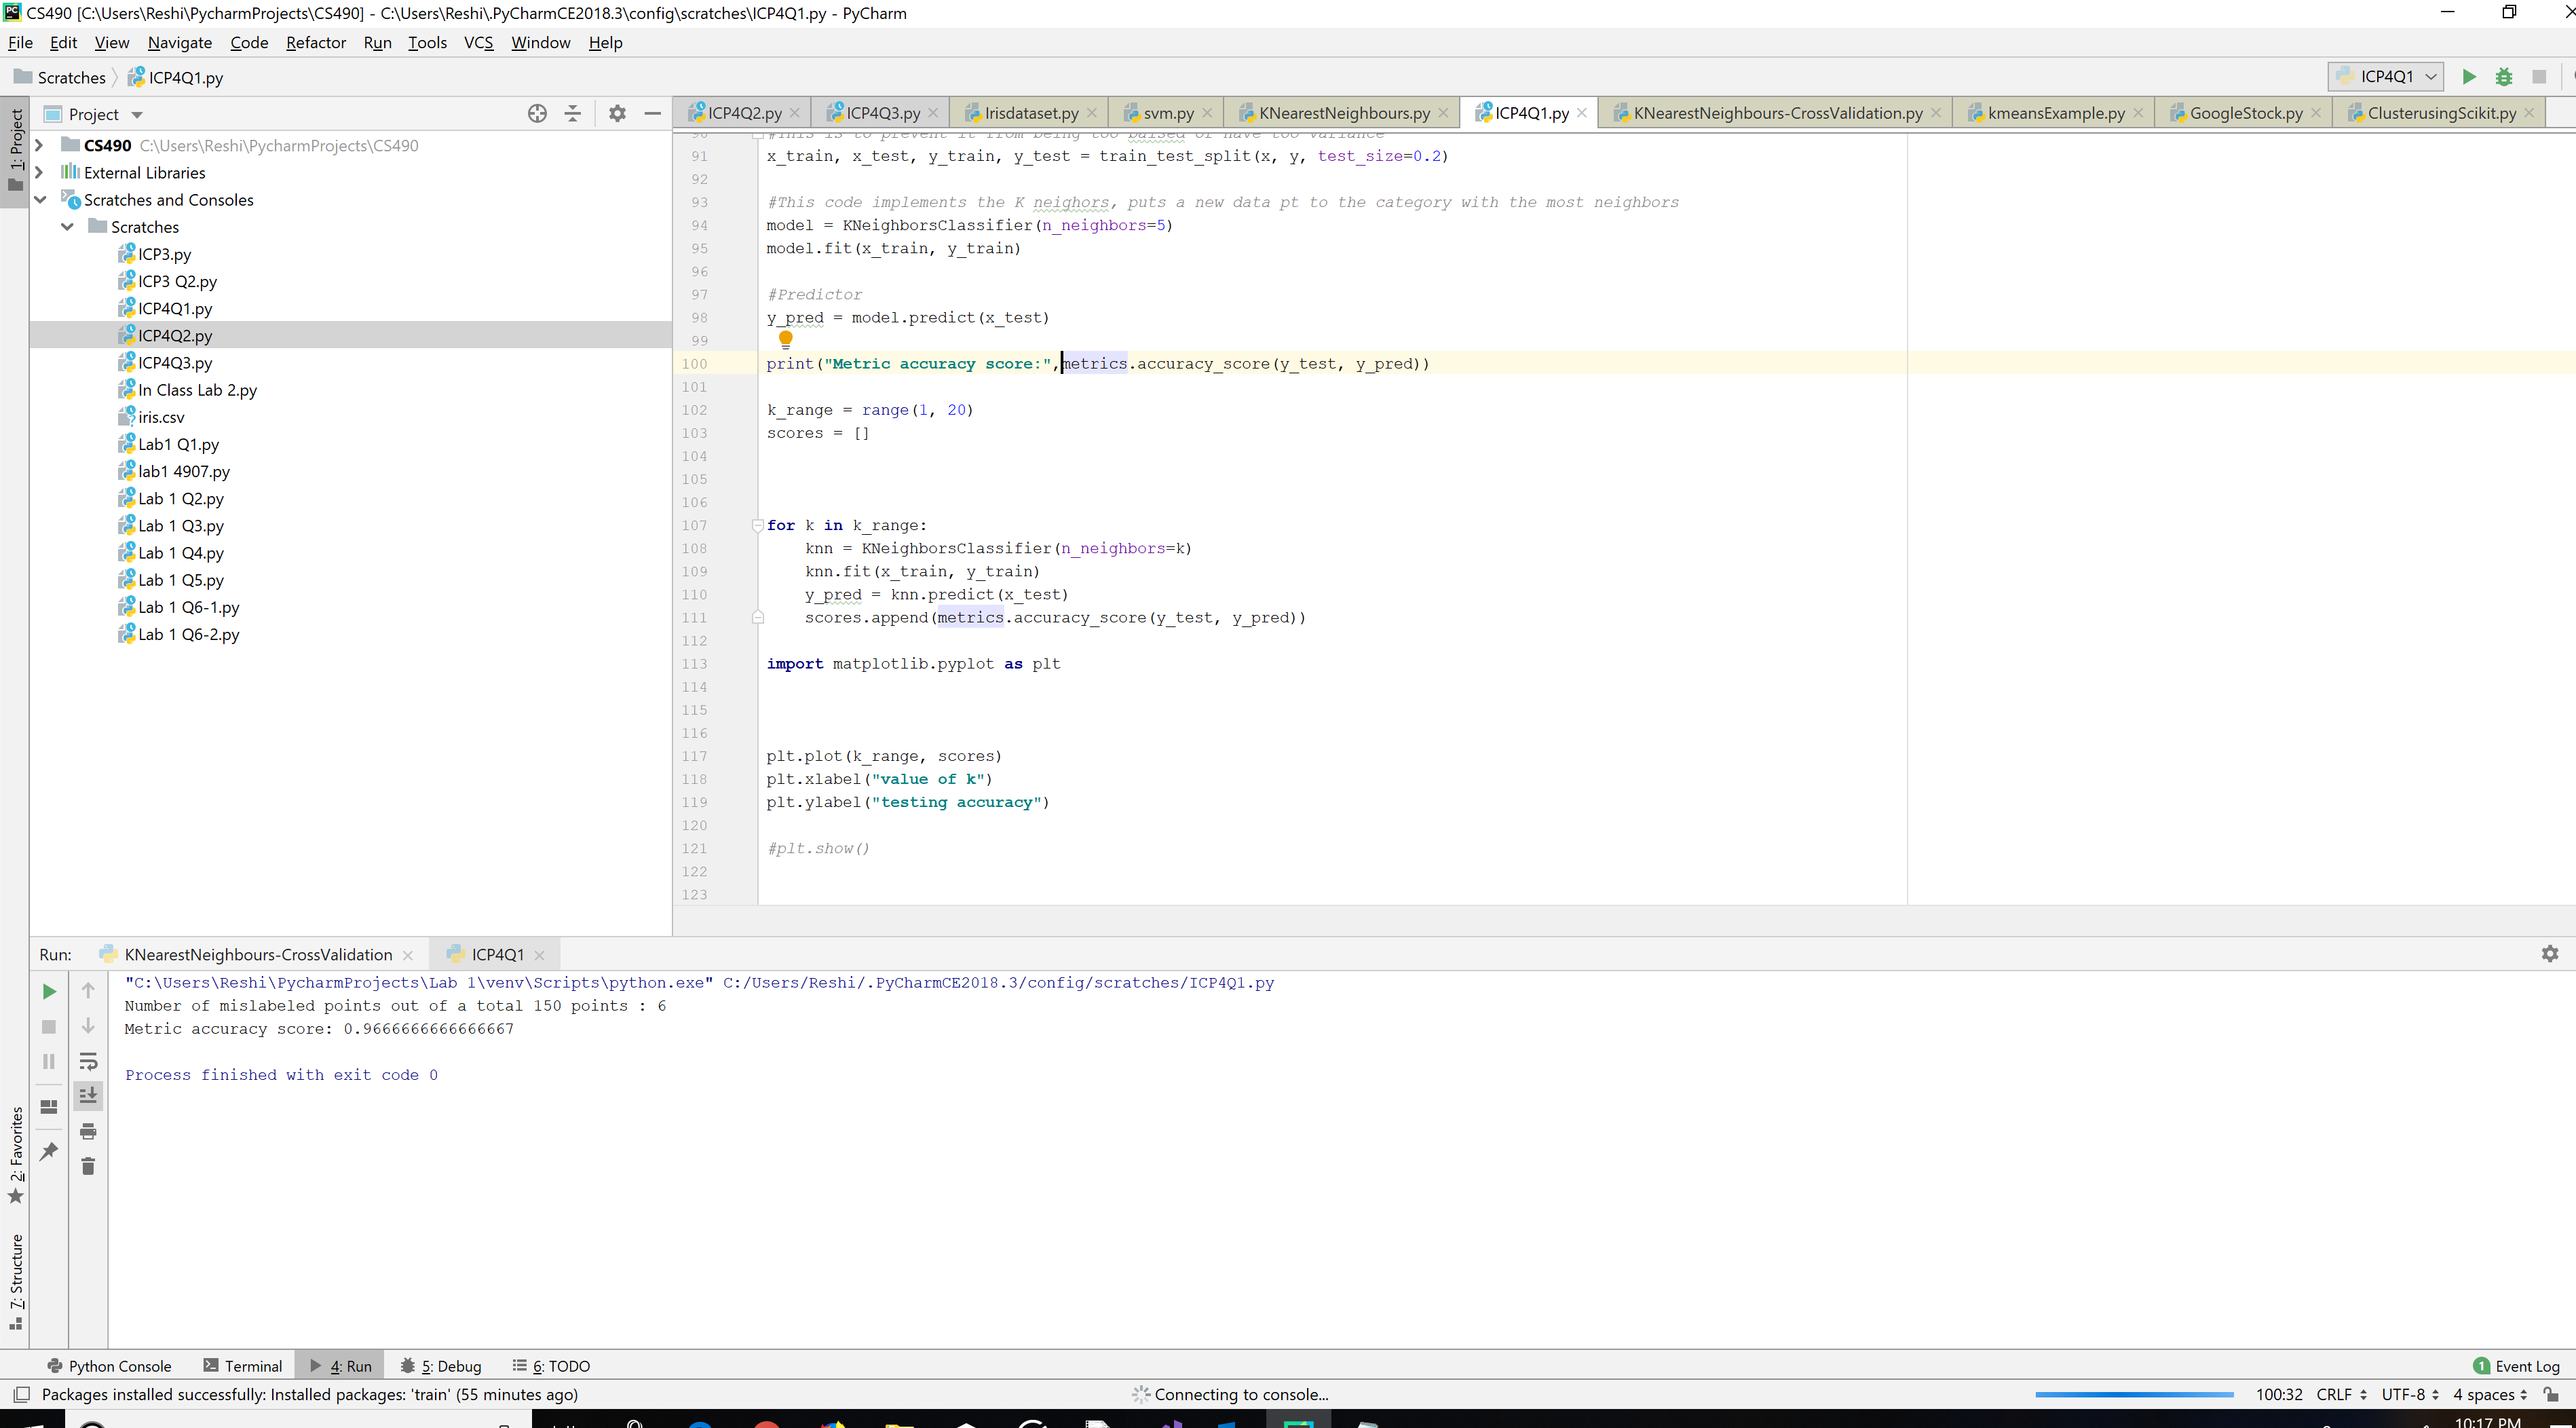 CS490 [C:\Users\Reshi\PycharmProjects\CS490] - C:\Users\Reshi\.PyCharmCE2018.3\config\scratches\ICP4Q1.py - PyCharm
File Edit View Navigate Code Refactor Run Tools VCS Window Help
Scratches ICP4Q1.py
ICP4Q1
1: Project
Project
ICP4Q2.py ICP4Q3.py Irisdataset.py svm.py KNearestNeighbours.py ICP4Q1.py KNearestNeighbours-CrossValidation.py kmeansExample.py GoogleStock.py ClusterusingScikit.py
CS490 C:\Users\Reshi\PycharmProjects\CS490
External Libraries
Scratches and Consoles
Scratches
ICP3.py
ICP3 Q2.py
ICP4Q1.py
ICP4Q2.py
ICP4Q3.py
In Class Lab 2.py
iris.csv
Lab1 Q1.py
lab1 4907.py
Lab 1 Q2.py
Lab 1 Q3.py
Lab 1 Q4.py
Lab 1 Q5.py
Lab 1 Q6-1.py
Lab 1 Q6-2.py
90 #This is to prevent it from being too baised or have too variance
91 x_train, x_test, y_train, y_test = train_test_split(x, y, test_size=0.2)
92
93 #This code implements the K neighors, puts a new data pt to the category with the most neighbors
94 model = KNeighborsClassifier(n_neighbors=5)
95 model.fit(x_train, y_train)
96
97 #Predictor
98 y_pred = model.predict(x_test)
99
100 print("Metric accuracy score:",metrics.accuracy_score(y_test, y_pred))
101
102 k_range = range(1, 20)
103 scores = []
104
105
106
107 for k in k_range:
108 knn = KNeighborsClassifier(n_neighbors=k)
109 knn.fit(x_train, y_train)
110 y_pred = knn.predict(x_test)
111 scores.append(metrics.accuracy_score(y_test, y_pred))
112
113 import matplotlib.pyplot as plt
114
115
116
117 plt.plot(k_range, scores)
118 plt.xlabel("value of k")
119 plt.ylabel("testing accuracy")
120
121 #plt.show()
122
123
Run: KNearestNeighbours-CrossValidation ICP4Q1
"C:\Users\Reshi\PycharmProjects\Lab 1\venv\Scripts\python.exe" C:/Users/Reshi/.PyCharmCE2018.3/config/scratches/ICP4Q1.py
Number of mislabeled points out of a total 150 points : 6
Metric accuracy score: 0.9666666666666667
Process finished with exit code 0
2: Favorites
7: Structure
Python Console Terminal 4: Run 5: Debug 6: TODO 1 Event Log
Packages installed successfully: Installed packages: 'train' (55 minutes ago) Connecting to console... 100:32 CRLF UTF-8 4 spaces
10:17 PM